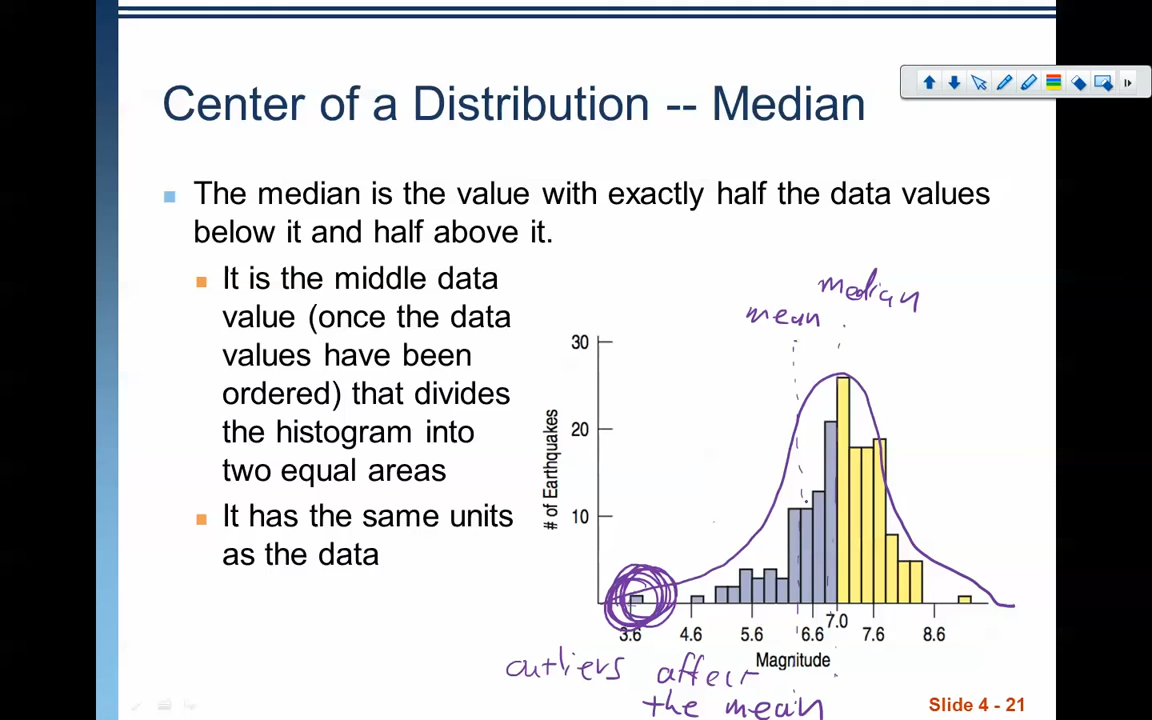 Center of a Distribution -- Median
The median is the value with exactly half the data values
below it and half above it.
It is the middle data
value (once the data
values have been
ordered) that divides
the histogram into
two equal areas
It has the same units
as the data
median
mean
30
20
10
# of Earthquakes
3.6 4.6 5.6 6.6 7.0 7.6 8.6
Magnitude
outliers affect
the mean
Slide 4 - 21